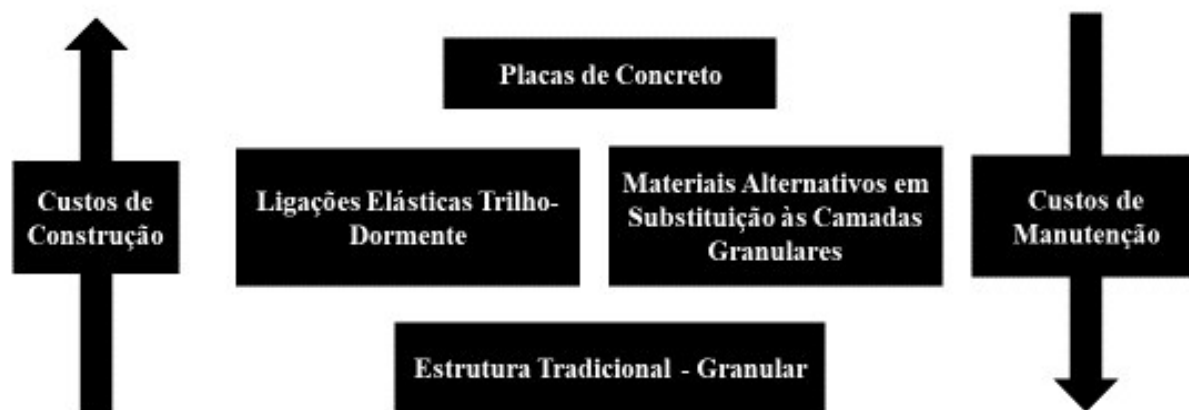 Placas de Concreto
Custos de
Construção
Ligações Elásticas Trilho-
Dormente
Materiais Alternativos em
Substituição às Camadas
Granulares
Custos de
Manutenção
Estrutura Tradicional - Granular